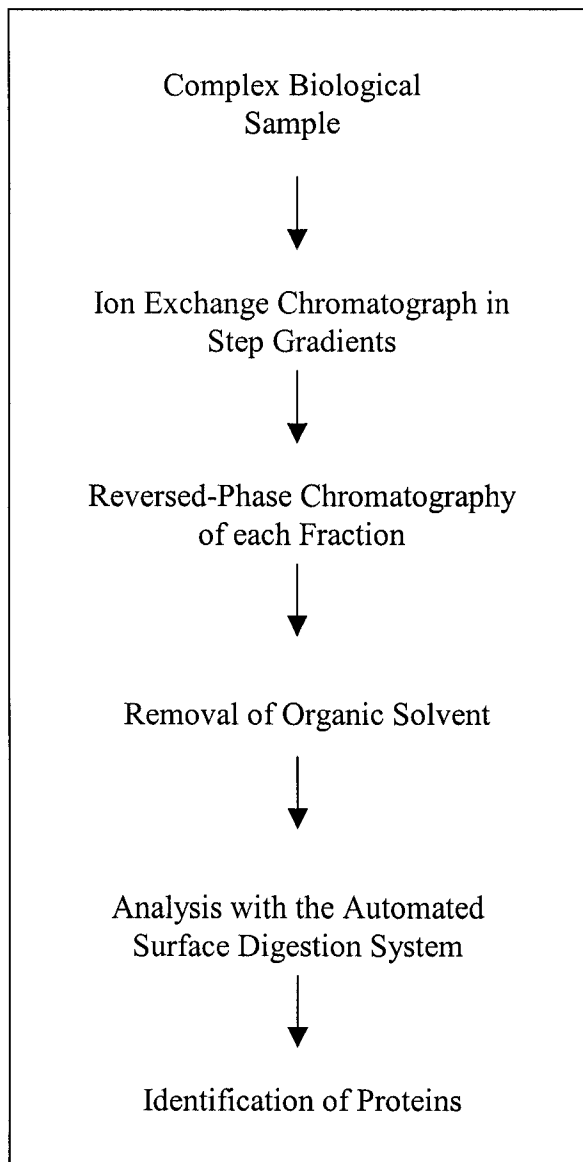 Complex Biological
Sample
Ion Exchange Chromatograph in
Step Gradients
Reversed-Phase Chromatography
of each Fraction
Removal of Organic Solvent
Analysis with the Automated
Surface Digestion System
Identification of Proteins